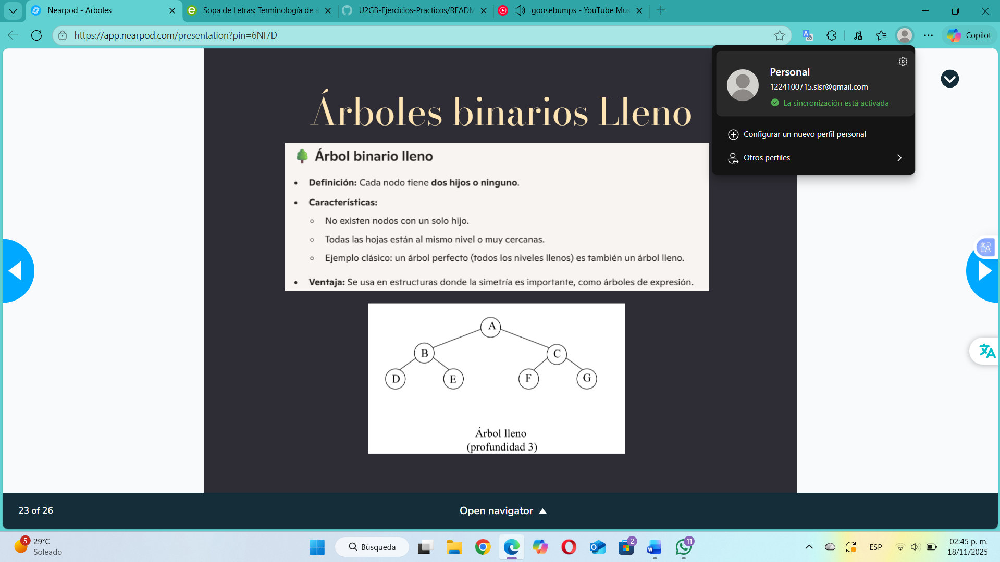 Nearpod - Arboles
Sopa de Letras: Terminología de á
U2GB-Ejercicios-Practicos/READM
goosebumps - YouTube Mus
https://app.nearpod.com/presentation?pin=6NI7D
Copilot
Personal
1224100715.slsr@gmail.com
La sincronización está activada
Configurar un nuevo perfil personal
Otros perfiles
Árboles binarios Lleno
Árbol binario lleno
• Definición: Cada nodo tiene dos hijos o ninguno.
• Características:
No existen nodos con un solo hijo.
Todas las hojas están al mismo nivel o muy cercanas.
Ejemplo clásico: un árbol perfecto (todos los niveles llenos) es también un árbol lleno.
• Ventaja: Se usa en estructuras donde la simetría es importante, como árboles de expresión.
A
B C
D E F G
Árbol lleno
(profundidad 3)
23 of 26
Open navigator
5
29°C
Soleado
Búsqueda
2
11
ESP
02:45 p. m.
18/11/2025